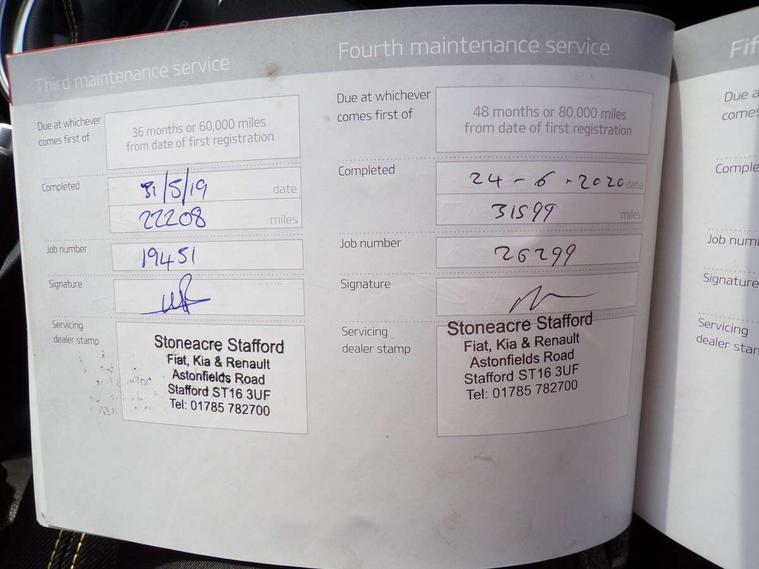 Third maintenance service
Due at whichever
comes first of
36 months or 60,000 miles
from date of first registration
Completed
31/5/19 date
22208 miles
Job number
19451
Signature
Servicing
dealer stamp
Stoneacre Stafford
Fiat, Kia & Renault
Astonfields Road
Stafford ST16 3UF
Tel: 01785 782700
Fourth maintenance service
Due at whichever
comes first of
48 months or 80,000 miles
from date of first registration
Completed
24-6-2020 date
31599 miles
Job number
26299
Signature
Servicing
dealer stamp
Stoneacre Stafford
Fiat, Kia & Renault
Astonfields Road
Stafford ST16 3UF
Tel: 01785 782700
Fif
Due a
comes
Comple
Job num
Signature
Servicing
dealer star